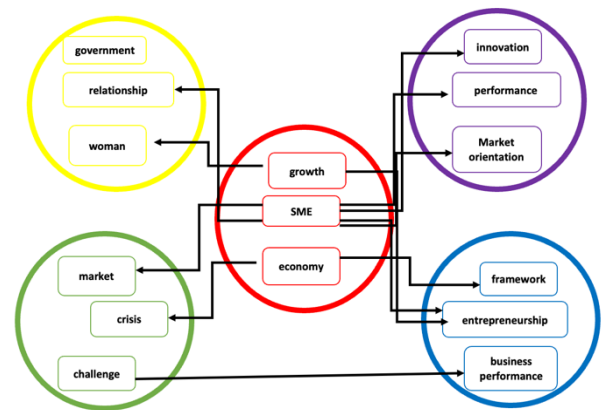 government
relationship
woman
innovation
performance
Market
orientation
growth
SME
economy
market
crisis
challenge
framework
entrepreneurship
business
performance